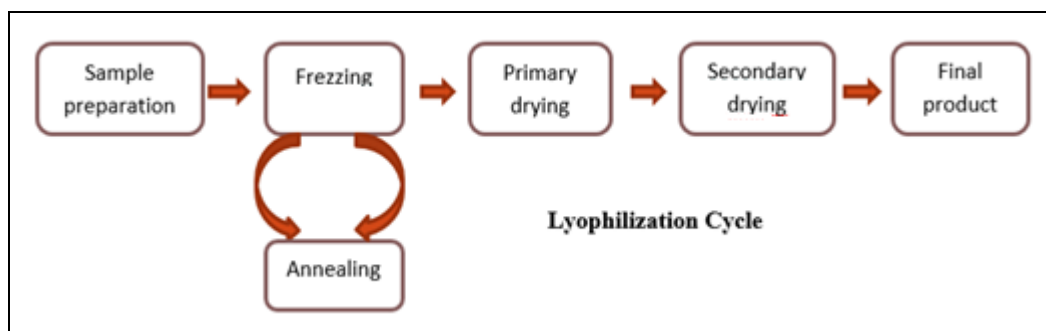 Sample
preparation
Frezzing
Primary
drying
Secondary
drying
Final
product
Lyophilization Cycle
Annealing